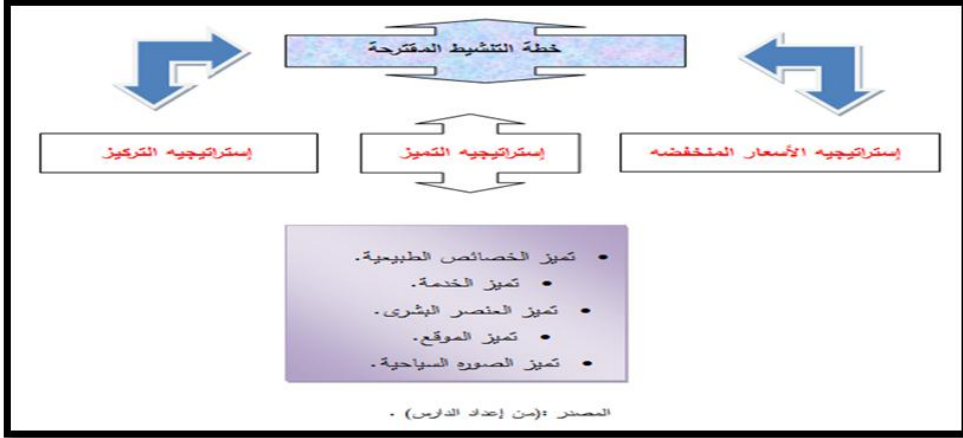 خطة التنشيط المقترحة
إستراتيجيه الأسعار المنخفضه
إستراتيجيه التميز
إستراتيجيه التركيز
• تميز الخصائص الطبيعية.
• تميز الخدمة.
• تميز العنصر البشرى.
• تميز الموقع.
• تميز الصوره السياحية.
المصدر :(من إعداد الدارس) .